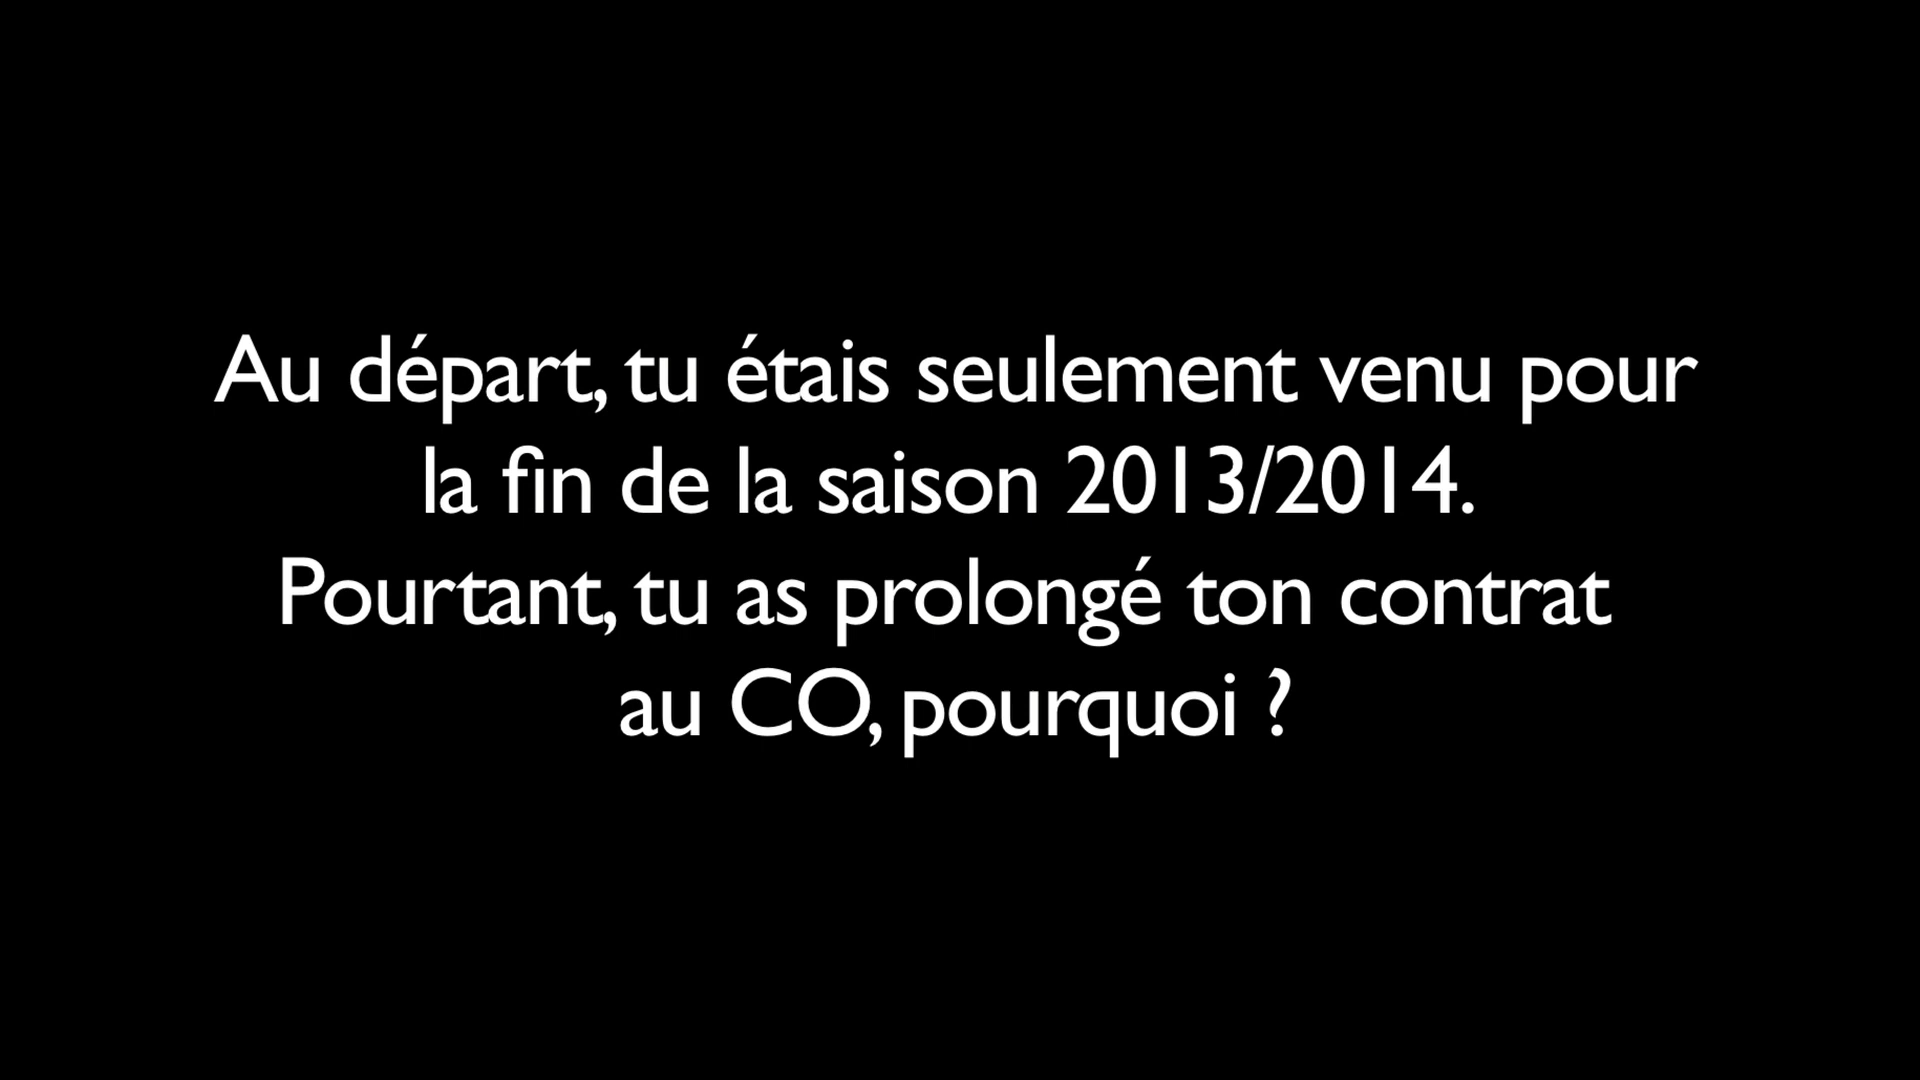 Au départ, tu étais seulement venu pour
la fin de la saison 2013/2014.
Pourtant, tu as prolongé ton contrat
au CO, pourquoi ?